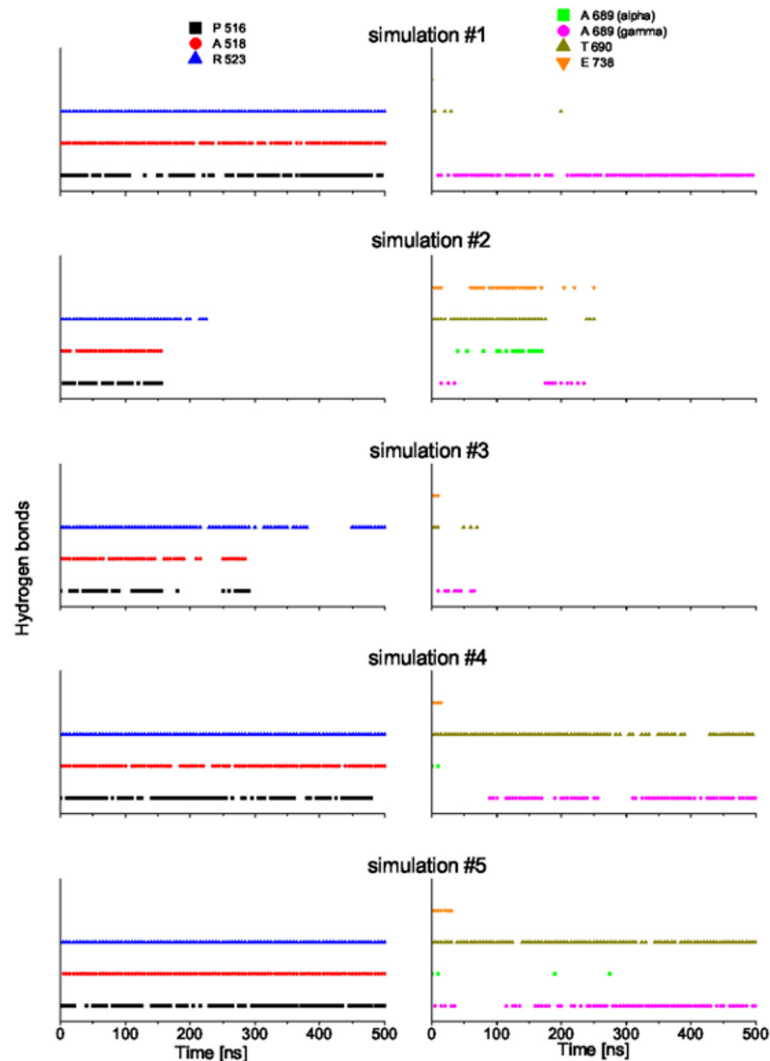 P 516
A 518
R 523
simulation #1
A 689 (alpha)
A 689 (gamma)
T 690
E 738
simulation #2
simulation #3
simulation #4
simulation #5
Hydrogen bonds
0 100 200 300 400 500
Time [ns]
0 100 200 300 400 500
Time [ns]